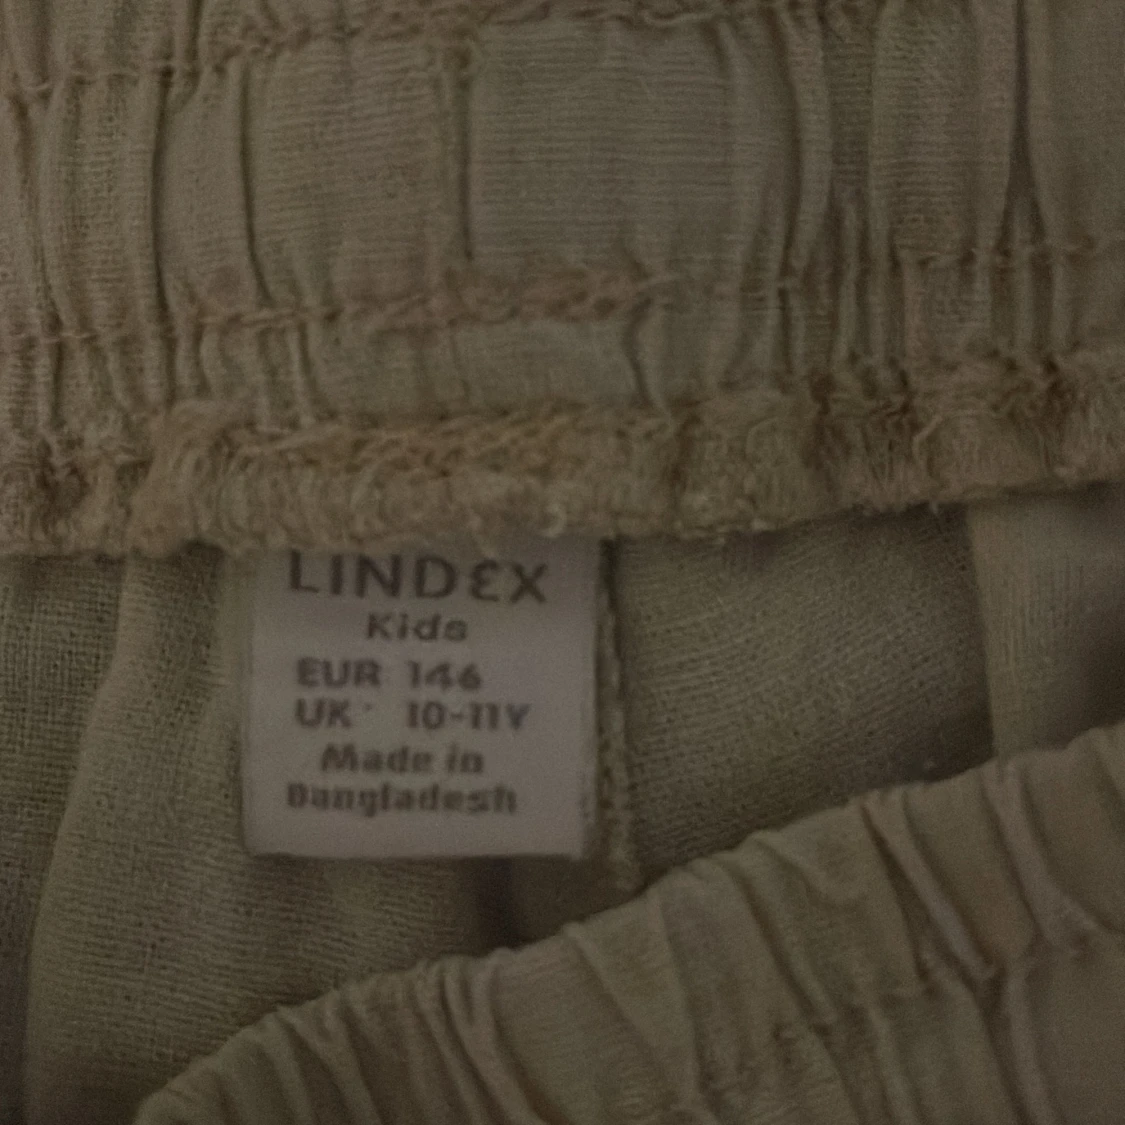 LINDEX
Kids
EUR 146
UK 10-11Y
Made in
Bangladesh